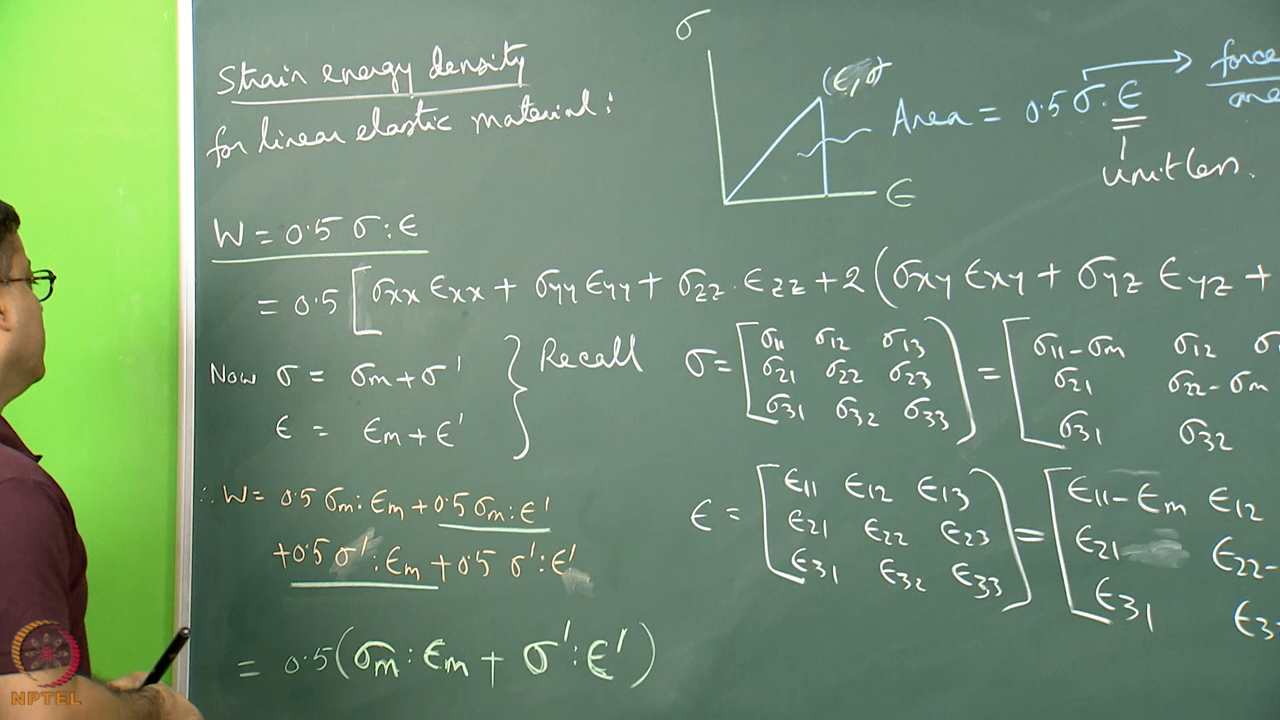 Strain energy density
for linear elastic material:
σ
(ϵ, σ
Area = 0.5 σ. ϵ
force
unitless.
ϵ
W = 0.5 σ:ϵ
= 0.5 [σxx ϵxx + σyy ϵyy + σzz. ϵzz + 2 (σxy ϵxy + σyz ϵyz +
Now σ = σm + σ'
ϵ = ϵm + ϵ'
} Recall
σ = [σ11 σ12 σ13
σ21 σ22 σ23
σ31 σ32 σ33]
= [σ11-σm σ12
σ21 σ22-σm
σ31 σ32
ϵ = [ϵ11 ϵ12 ϵ13
ϵ21 ϵ22 ϵ23
ϵ31 ϵ32 ϵ33]
= [ϵ11-ϵm ϵ12
ϵ21 ϵ22-
ϵ31
∴ W = 0.5 σm:ϵm + 0.5 σm:ϵ'
+0.5 σ':ϵm + 0.5 σ':ϵ'
= 0.5 (σm:ϵm + σ':ϵ')
NPTEL